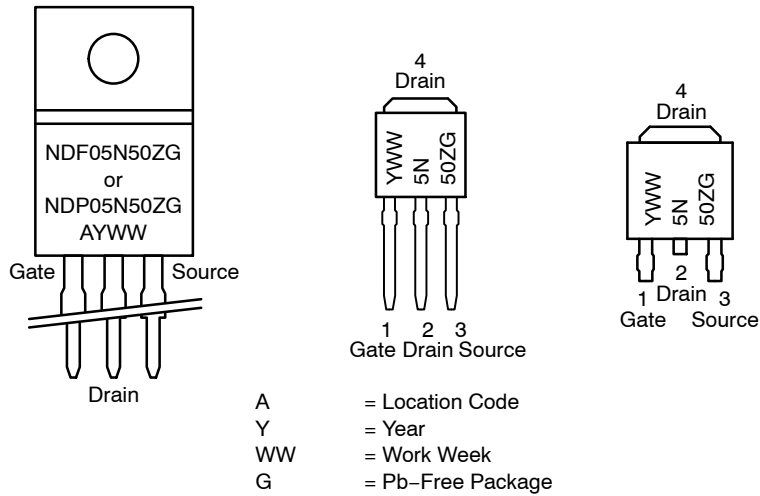 NDF05N50ZG
or
NDP05N50ZG
AYWW
Gate
Source
Drain
4
Drain
YWW
5N
50ZG
1 2 3
Gate Drain Source
4
Drain
YWW
5N
50ZG
2
1 Drain 3
Gate Source
A = Location Code
Y = Year
WW = Work Week
G = Pb−Free Package